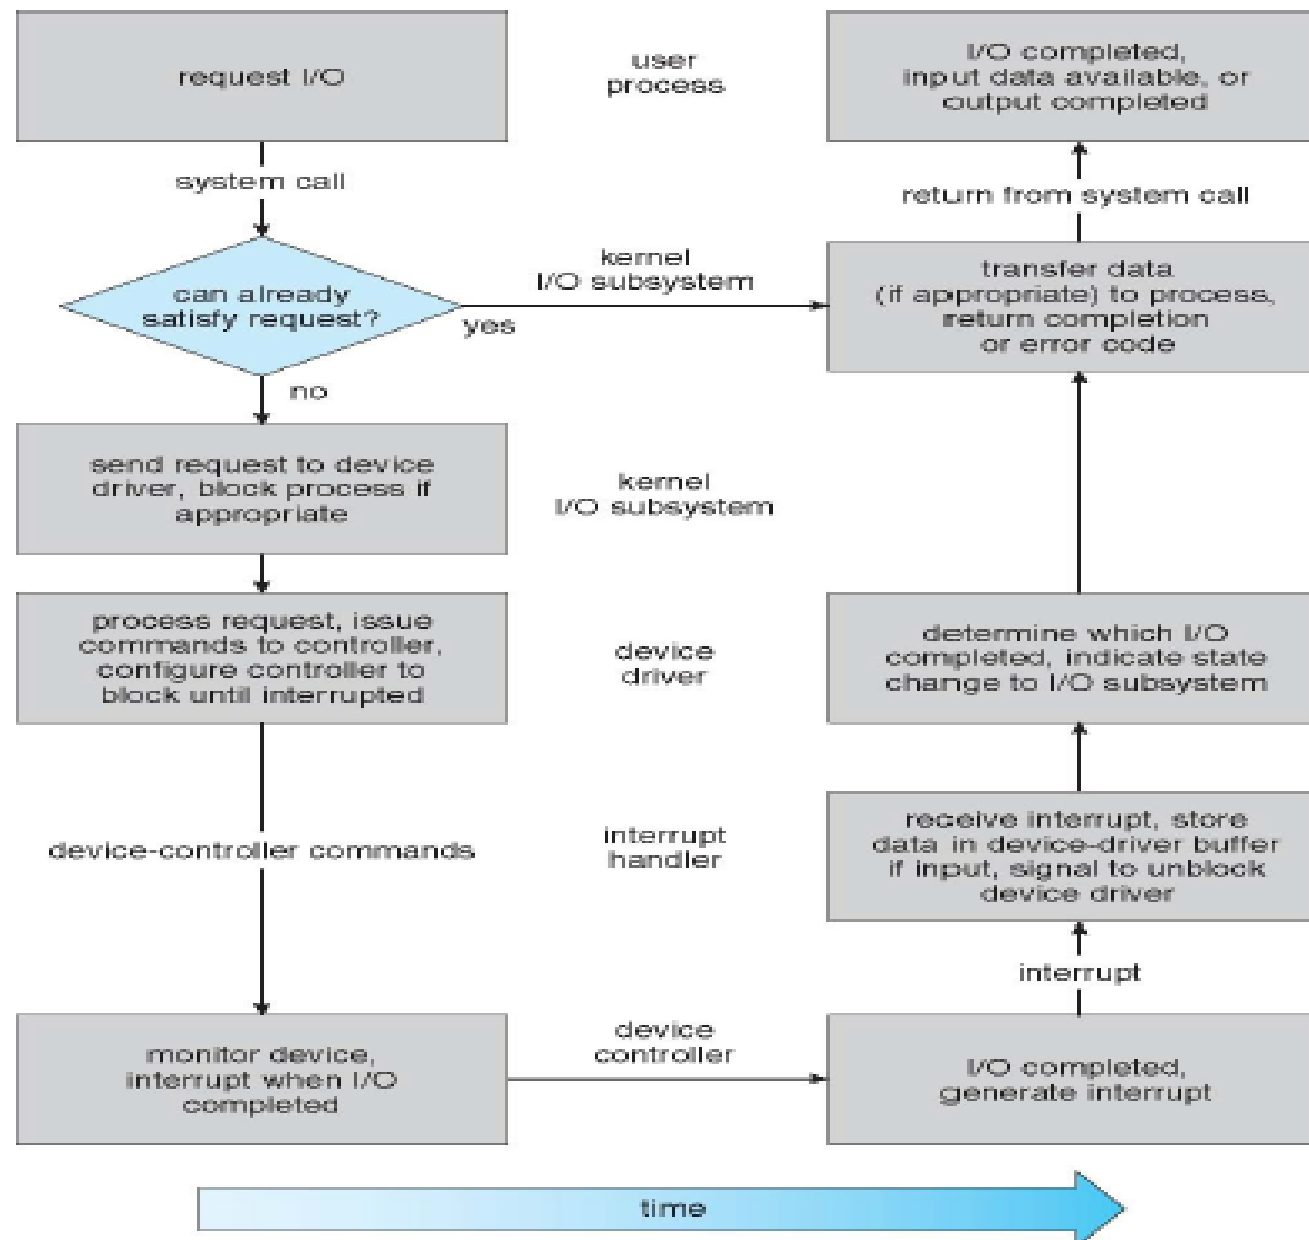 request I/O
user
process
I/O completed,
input data available, or
output completed
system call
return from system call
can already
satisfy request?
yes
no
kernel
I/O subsystem
transfer data
(if appropriate) to process,
return completion
or error code
send request to device
driver, block process if
appropriate
kernel
I/O subsystem
process request, issue
commands to controller,
configure controller to
block until interrupted
device
driver
determine which I/O
completed, indicate state
change to I/O subsystem
device-controller commands
interrupt
handler
receive interrupt, store
data in device-driver buffer
if input, signal to unblock
device driver
interrupt
monitor device,
interrupt when I/O
completed
device
controller
I/O completed,
generate interrupt
time